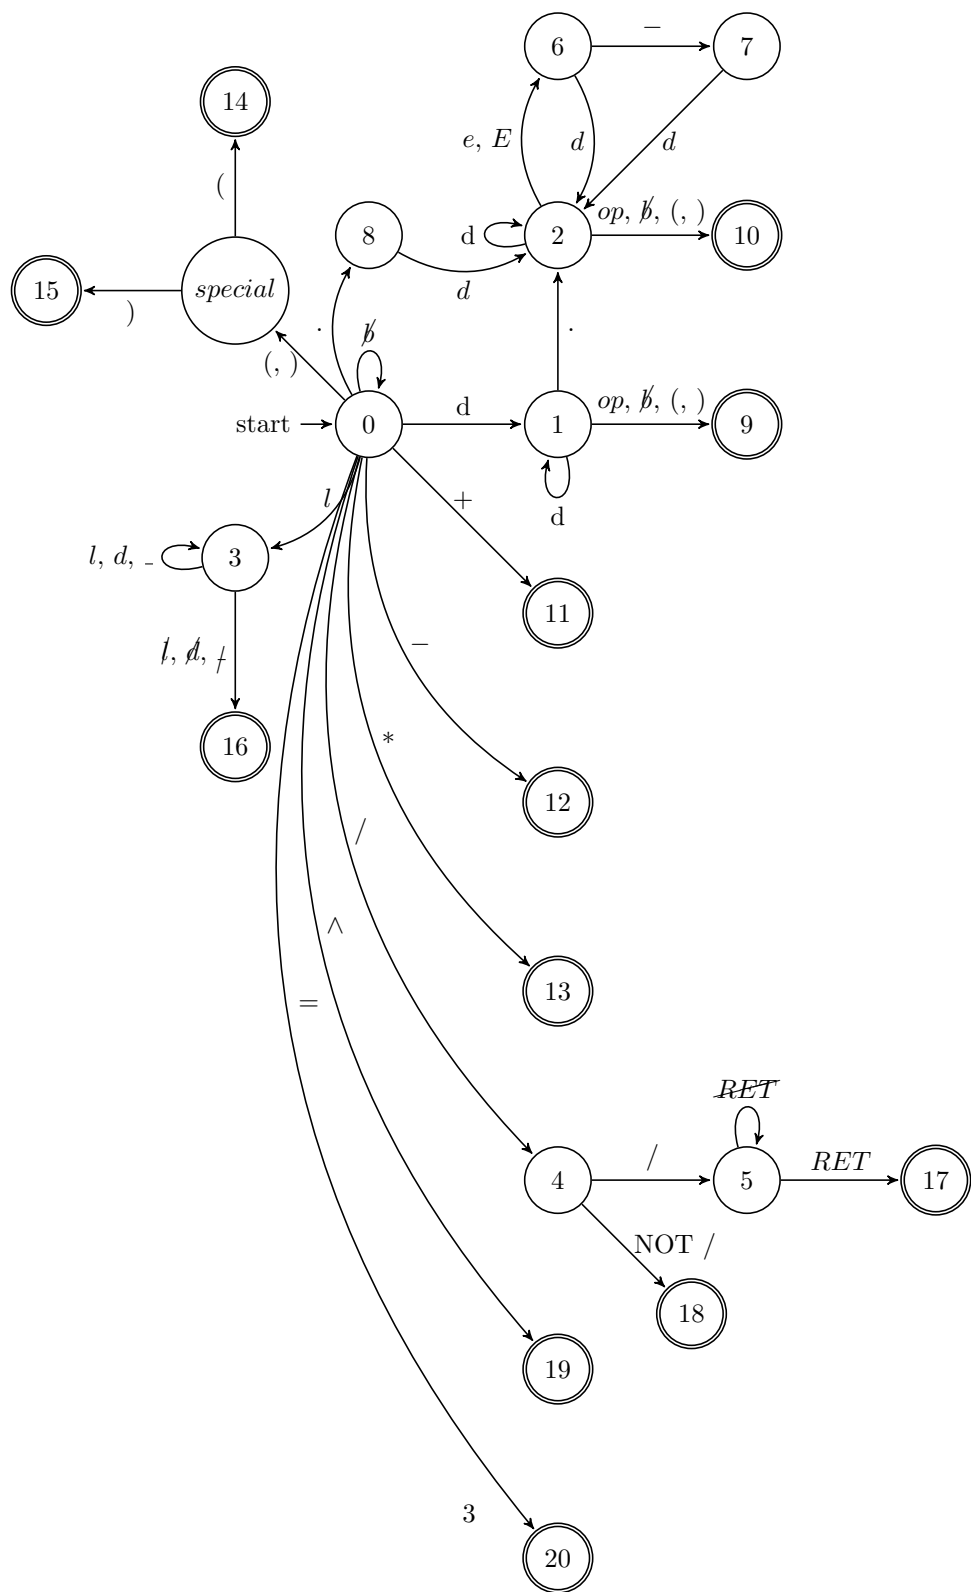 6
−
7
14
e, E
d
d
(
8
d
2
op, b̸, (, )
10
15
special
)
d
.
b̸
(, )
.
start
0
d
1
op, b̸, (, )
9
l
+
d
l, d, _
3
11
l̸, d̸, _̸
−
16
*
12
/
∧
13
=
R̸E̸T̸
4
/
5
RET
17
NOT /
18
19
3
20